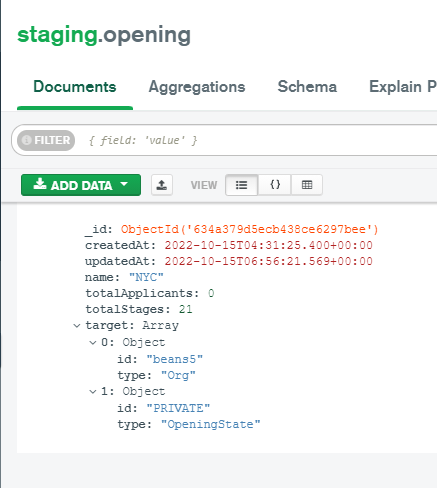 staging.opening
Documents Aggregations Schema Explain P
FILTER { field: 'value' }
ADD DATA VIEW {}
_id: ObjectId('634a379d5ecb438ce6297bee')
createdAt: 2022-10-15T04:31:25.400+00:00
updatedAt: 2022-10-15T06:56:21.569+00:00
name: "NYC"
totalApplicants: 0
totalStages: 21
target: Array
0: Object
id: "beans5"
type: "Org"
1: Object
id: "PRIVATE"
type: "OpeningState"